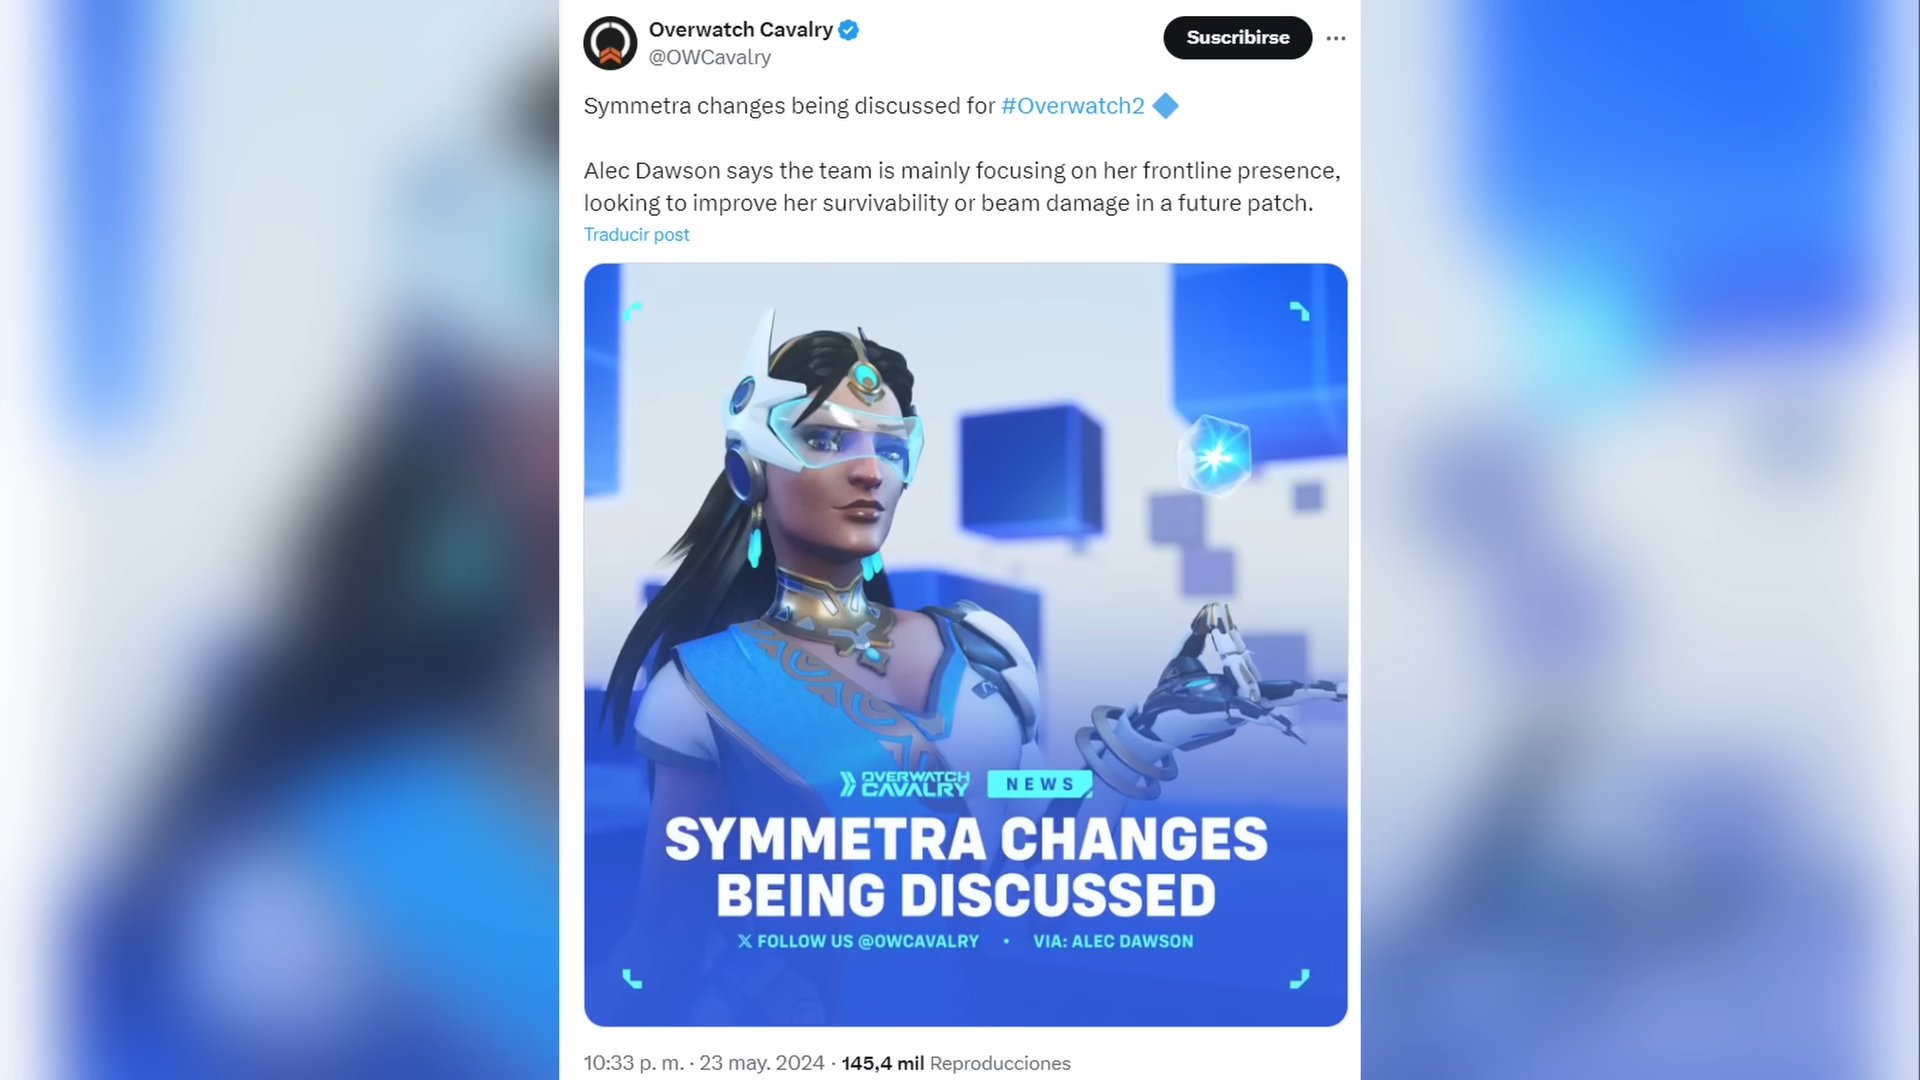 Overwatch Cavalry
@OWCavalry
Suscribirse
Symmetra changes being discussed for #Overwatch2
Alec Dawson says the team is mainly focusing on her frontline presence,
looking to improve her survivability or beam damage in a future patch.
Traducir post
OVERWATCH
CAVALRY
NEWS
SYMMETRA CHANGES
BEING DISCUSSED
X FOLLOW US @OWCAVALRY • VIA: ALEC DAWSON
10:33 p. m. · 23 may. 2024 · 145,4 mil Reproducciones